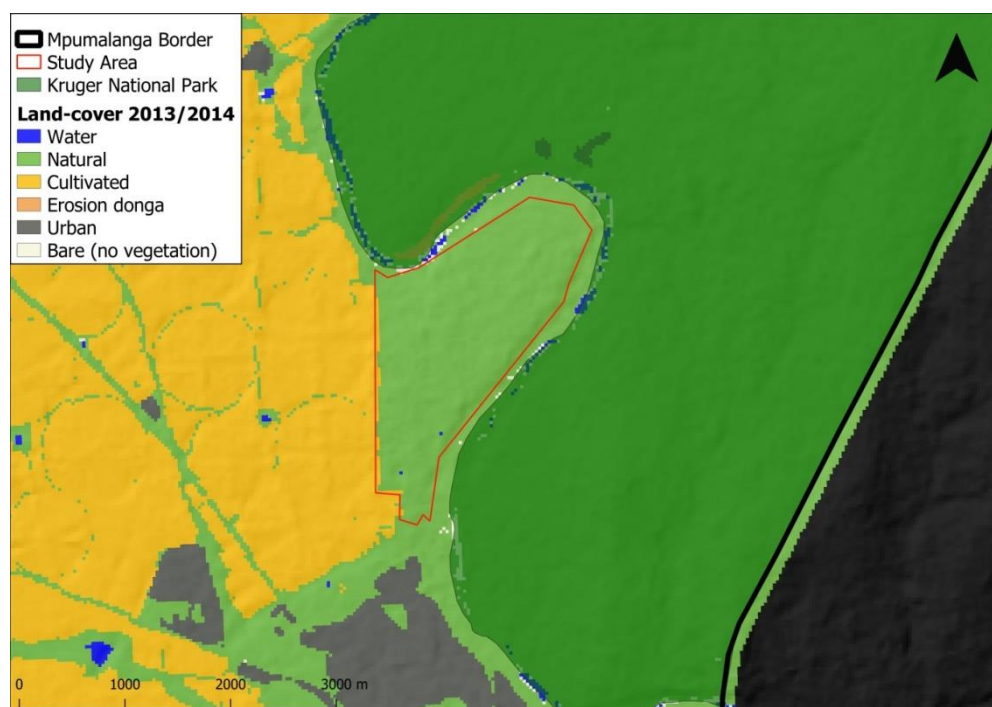 Mpumalanga Border
Study Area
Kruger National Park
Land-cover 2013/2014
Water
Natural
Cultivated
Erosion donga
Urban
Bare (no vegetation)
0 1000 2000 3000 m